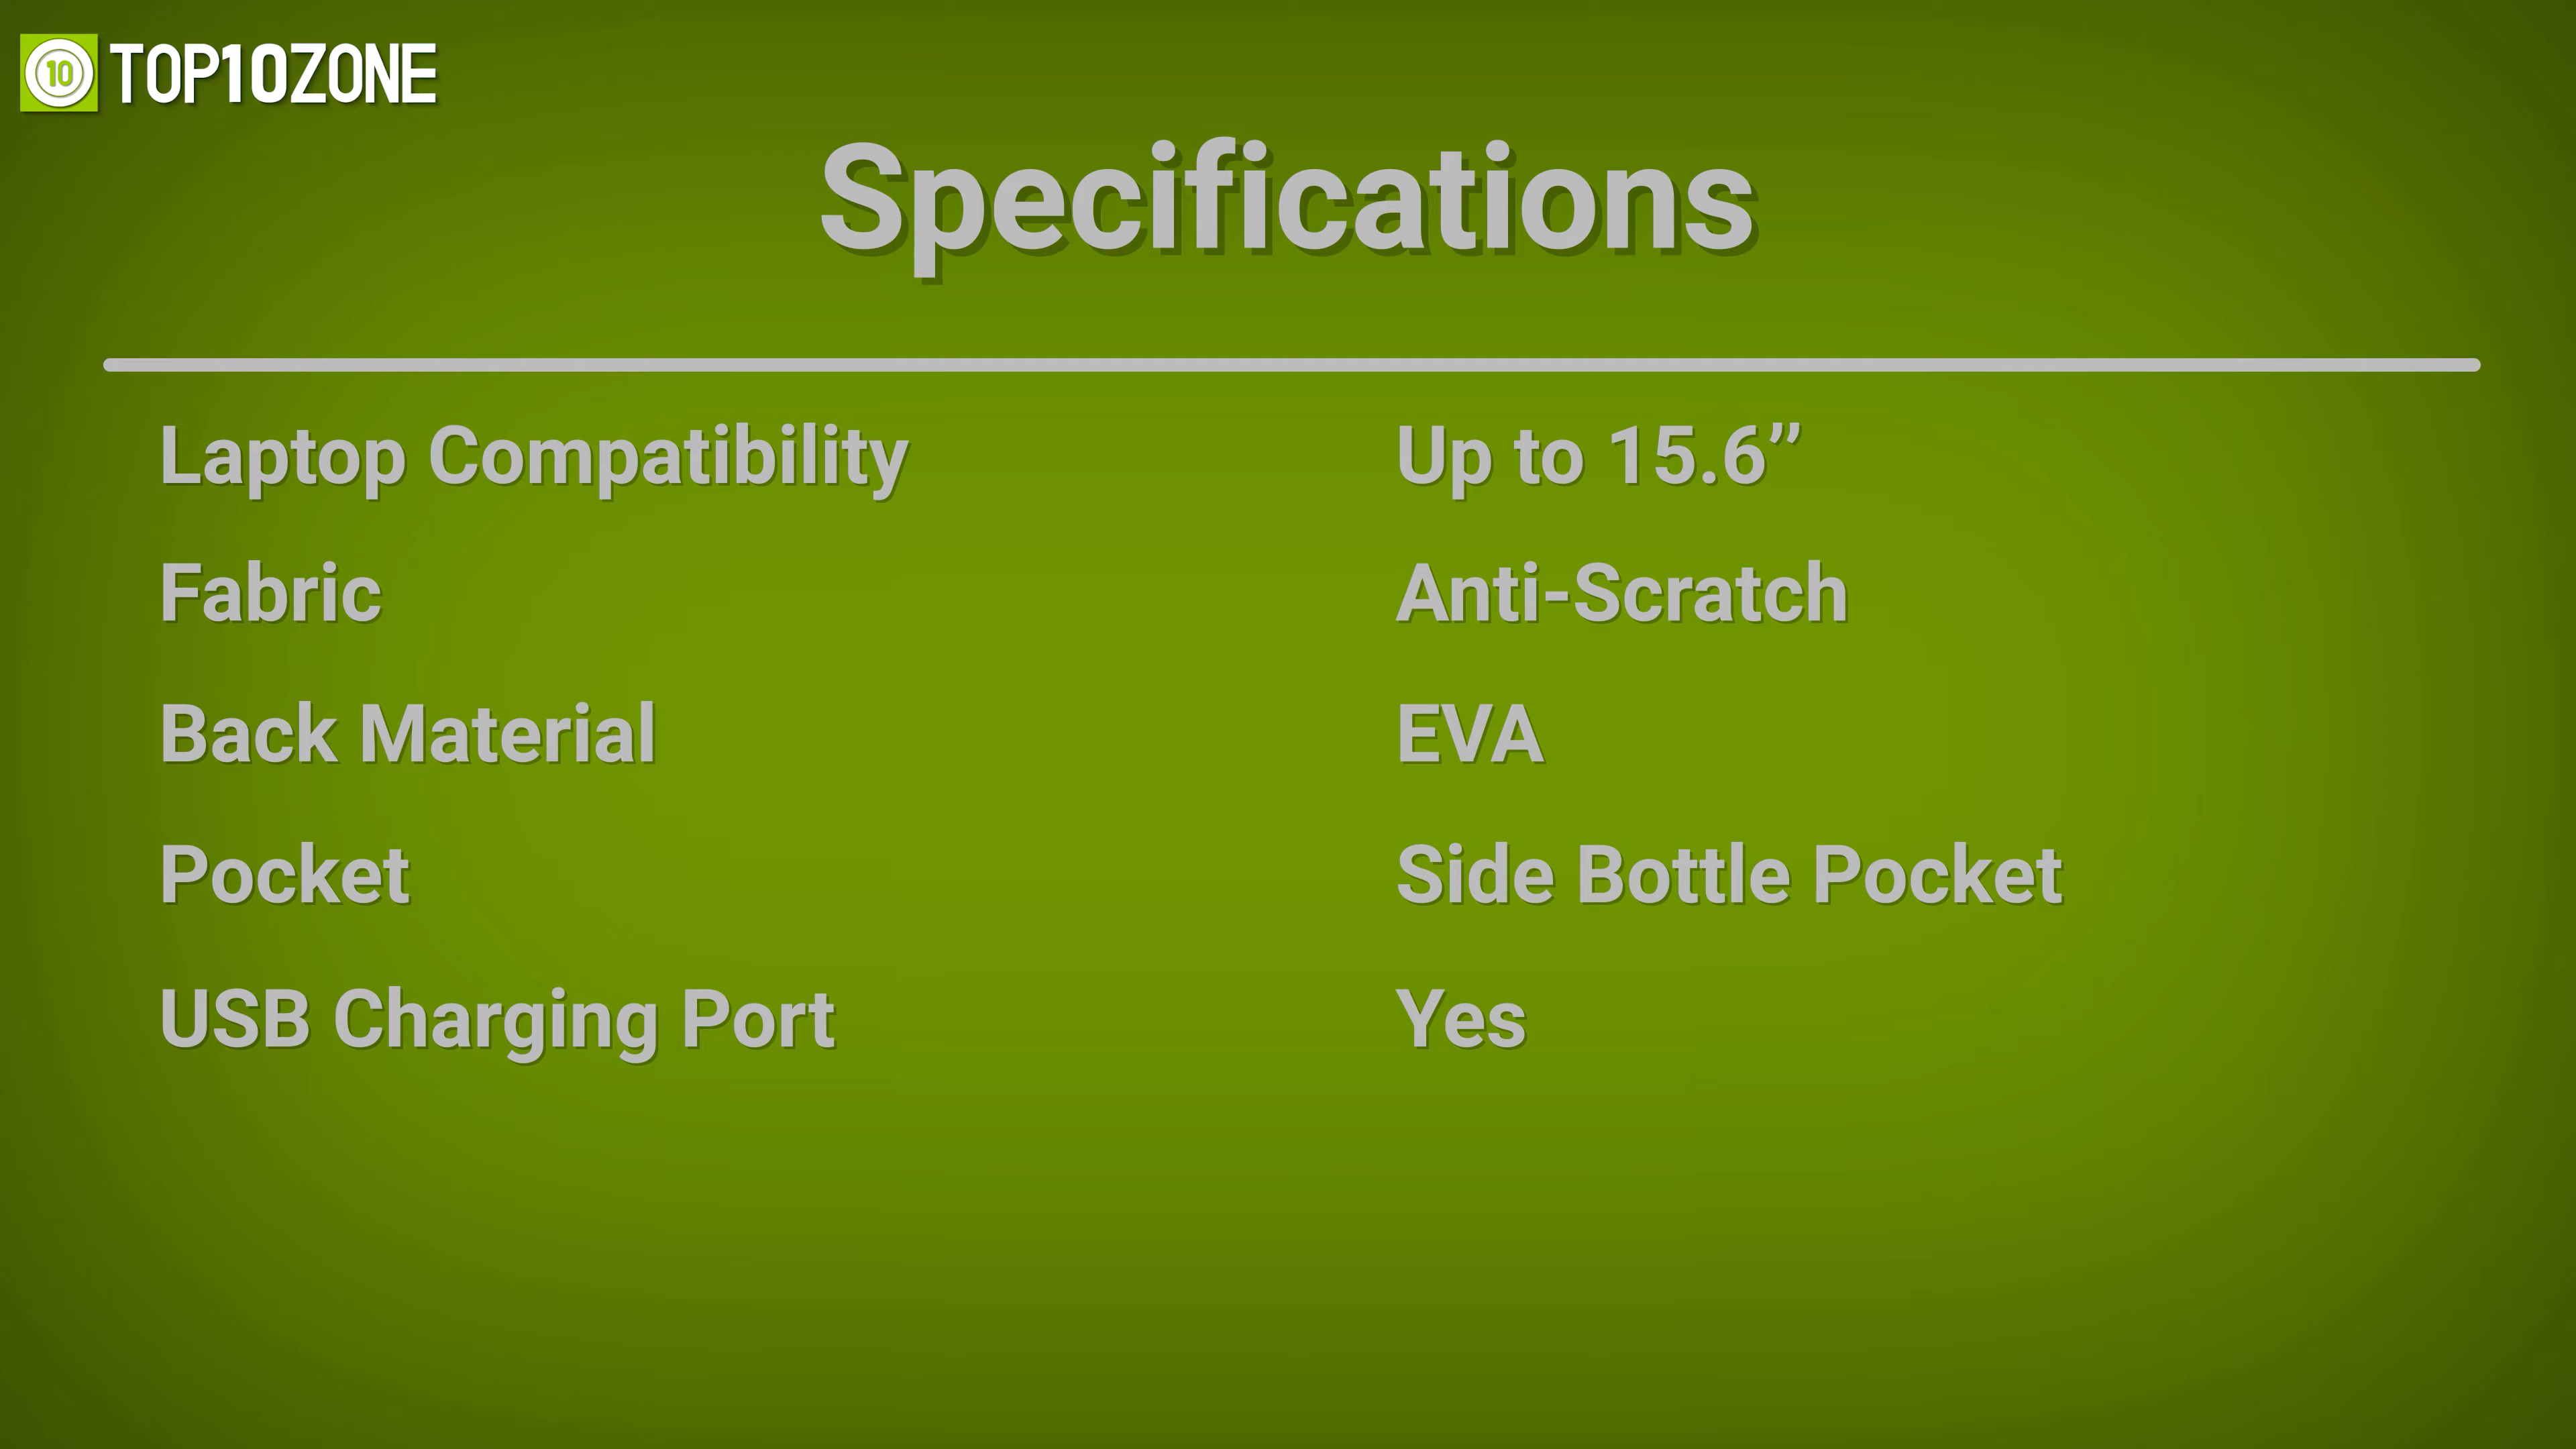 10 TOP10ZONE
Specifications
Laptop Compatibility Up to 15.6’’
Fabric Anti-Scratch
Back Material EVA
Pocket Side Bottle Pocket
USB Charging Port Yes